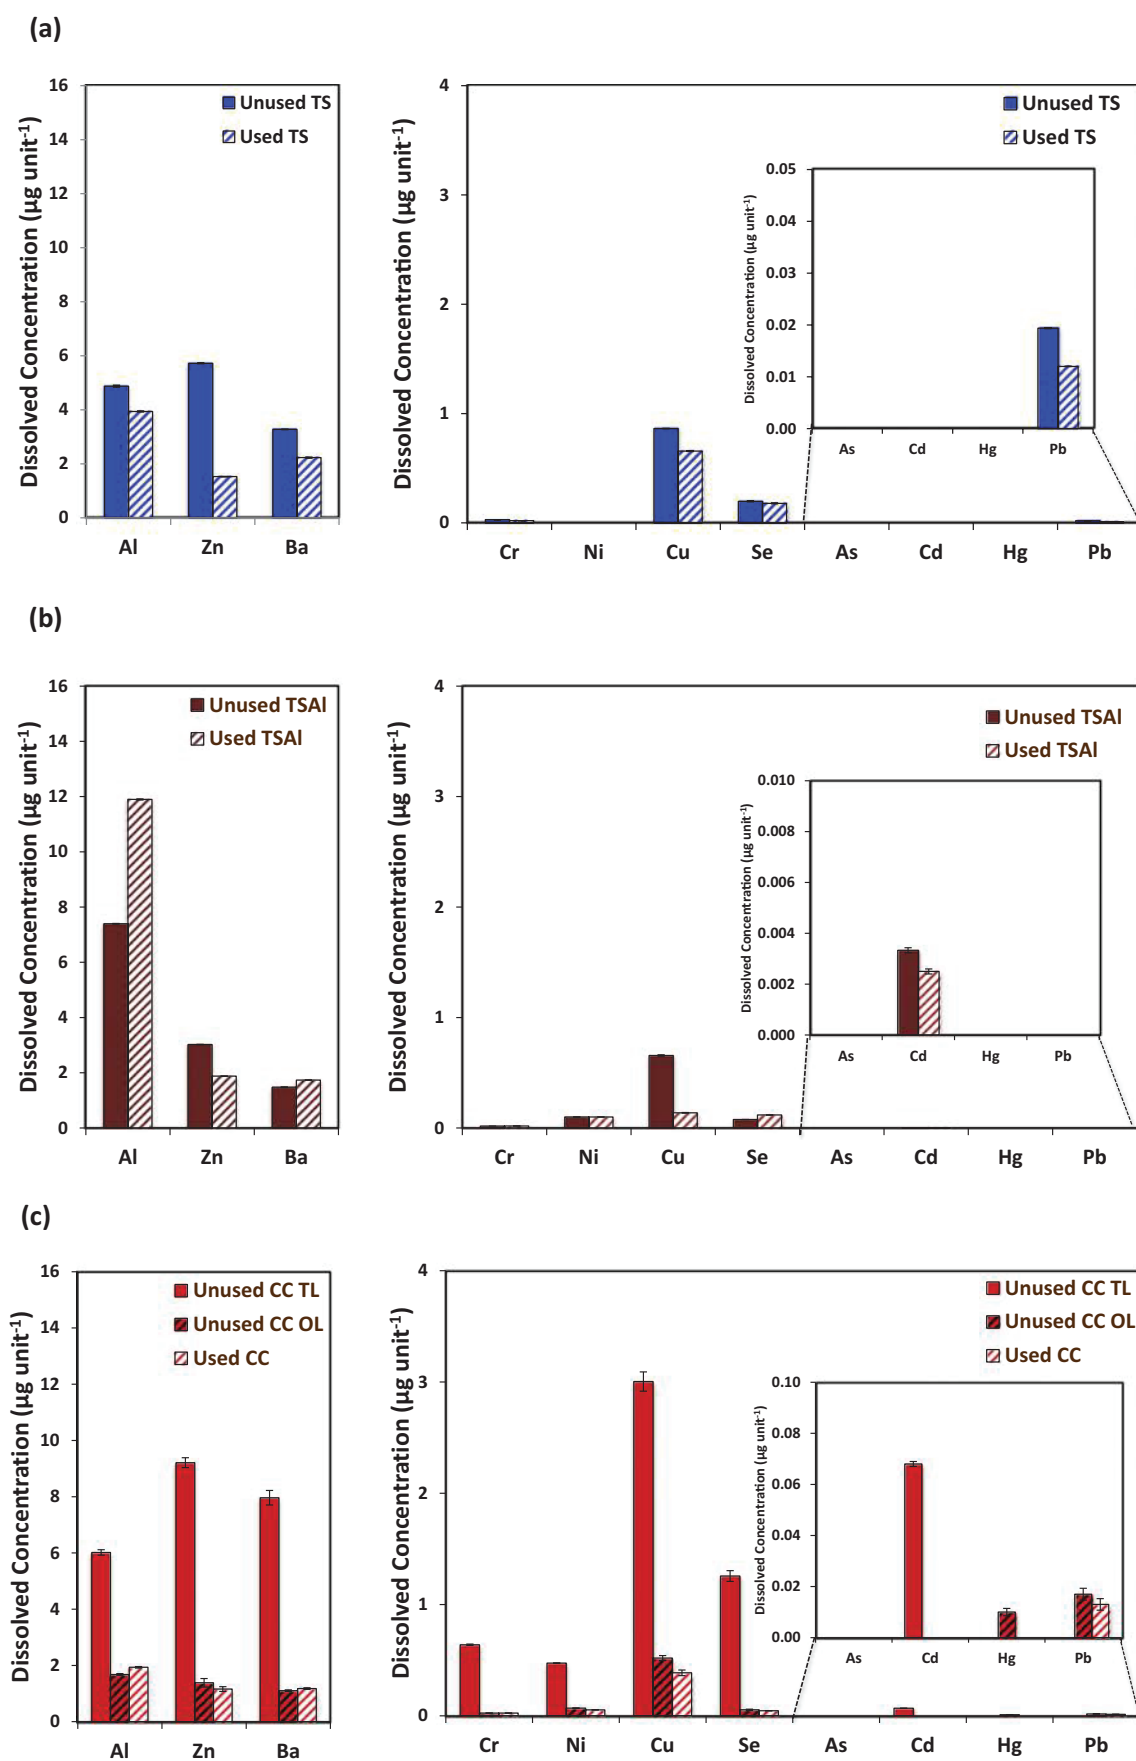 (a)
Dissolved Concentration (µg unit⁻¹)
16
14
12
10
8
6
4
2
0
Unused TS
Used TS
Al Zn Ba
Dissolved Concentration (µg unit⁻¹)
4
3
2
1
0
Unused TS
Used TS
Dissolved Concentration (µg unit⁻¹)
0.05
0.04
0.03
0.02
0.01
0.00
As Cd Hg Pb
Cr Ni Cu Se As Cd Hg Pb
(b)
Dissolved Concentration (µg unit⁻¹)
16
14
12
10
8
6
4
2
0
Unused TSAl
Used TSAl
Al Zn Ba
Dissolved Concentration (µg unit⁻¹)
4
3
2
1
0
Unused TSAl
Used TSAl
Dissolved Concentration (µg unit⁻¹)
0.010
0.008
0.006
0.004
0.002
0.000
As Cd Hg Pb
Cr Ni Cu Se As Cd Hg Pb
(c)
Dissolved Concentration (µg unit⁻¹)
16
14
12
10
8
6
4
2
0
Unused CC TL
Unused CC OL
Used CC
Al Zn Ba
Dissolved Concentration (µg unit⁻¹)
4
3
2
1
0
Unused CC TL
Unused CC OL
Used CC
Dissolved Concentration (µg unit⁻¹)
0.10
0.08
0.06
0.04
0.02
0.00
As Cd Hg Pb
Cr Ni Cu Se As Cd Hg Pb